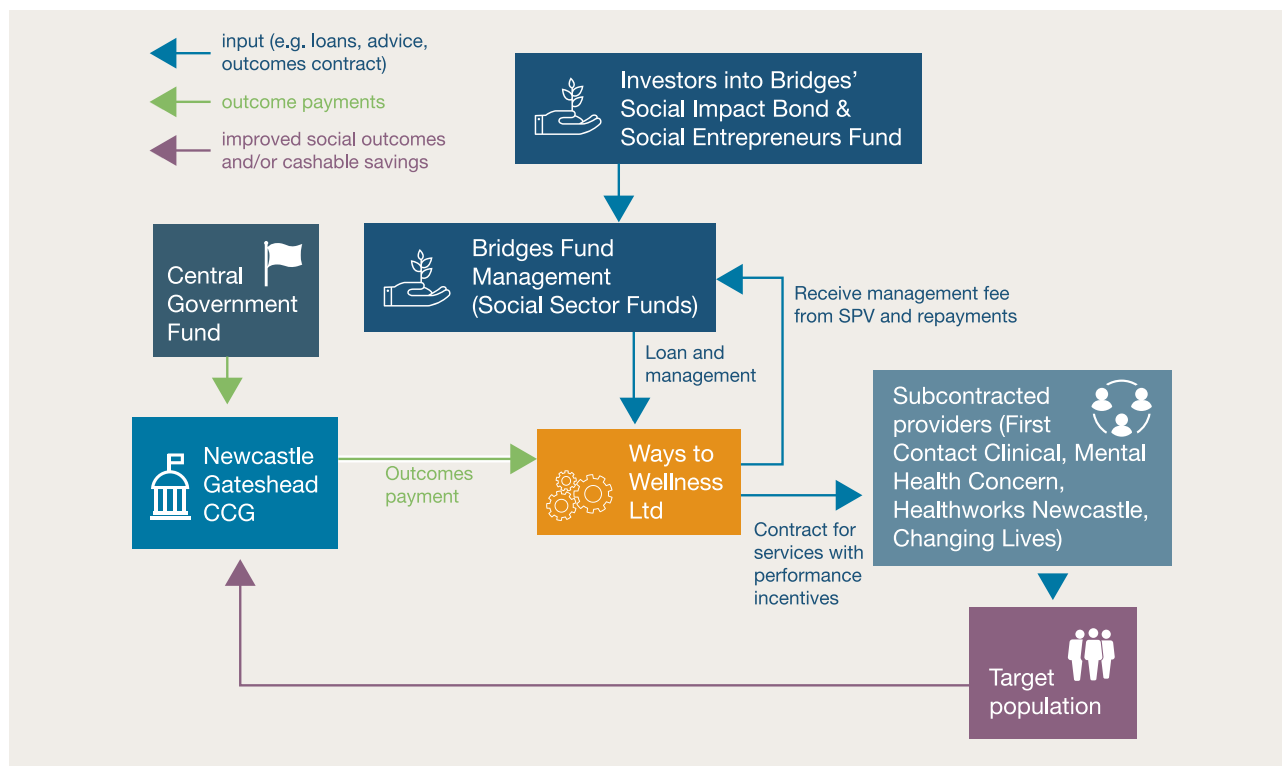 input (e.g. loans, advice,
outcomes contract)
outcome payments
improved social outcomes
and/or cashable savings
Investors into Bridges’
Social Impact Bond &
Social Entrepreneurs Fund
Central
Government
Fund
Bridges Fund
Management
(Social Sector Funds)
Receive management fee
from SPV and repayments
Loan and
management
Newcastle
Gateshead
CCG
Outcomes
payment
Ways to
Wellness
Ltd
Contract for
services with
performance
incentives
Subcontracted
providers (First
Contact Clinical, Mental
Health Concern,
Healthworks Newcastle,
Changing Lives)
Target
population